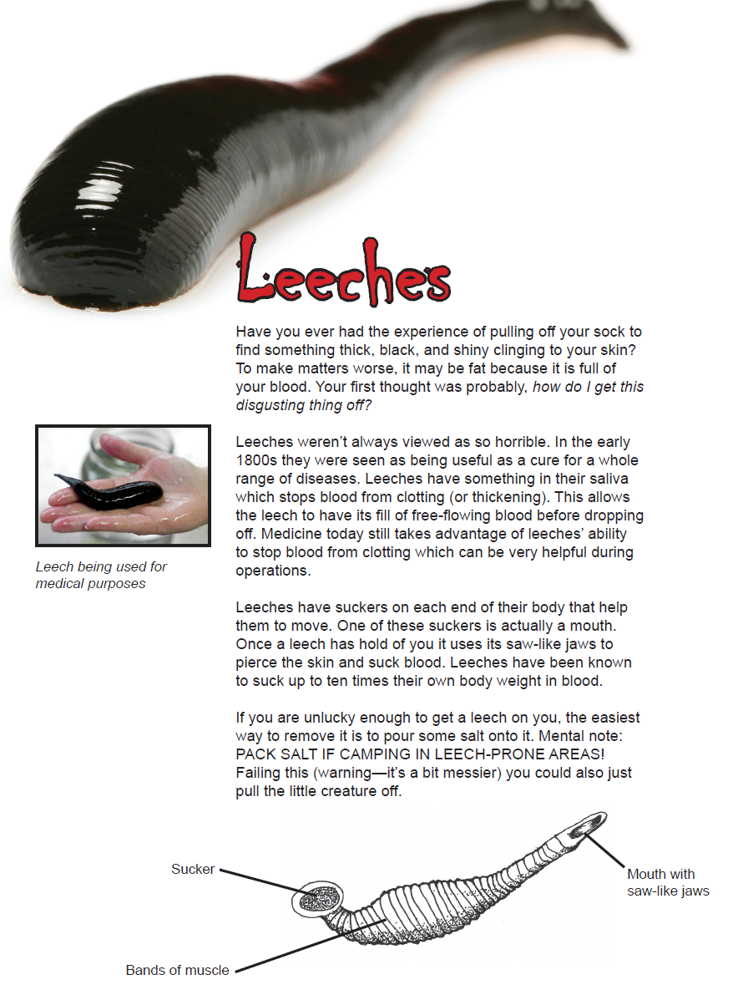 Leeches
Have you ever had the experience of pulling off your sock to
find something thick, black, and shiny clinging to your skin?
To make matters worse, it may be fat because it is full of
your blood. Your first thought was probably, how do I get this
disgusting thing off?
Leeches weren’t always viewed as so horrible. In the early
1800s they were seen as being useful as a cure for a whole
range of diseases. Leeches have something in their saliva
which stops blood from clotting (or thickening). This allows
the leech to have its fill of free-flowing blood before dropping
off. Medicine today still takes advantage of leeches’ ability
to stop blood from clotting which can be very helpful during
operations.
Leech being used for
medical purposes
Leeches have suckers on each end of their body that help
them to move. One of these suckers is actually a mouth.
Once a leech has hold of you it uses its saw-like jaws to
pierce the skin and suck blood. Leeches have been known
to suck up to ten times their own body weight in blood.
If you are unlucky enough to get a leech on you, the easiest
way to remove it is to pour some salt onto it. Mental note:
PACK SALT IF CAMPING IN LEECH-PRONE AREAS!
Failing this (warning—it’s a bit messier) you could also just
pull the little creature off.
Sucker
Mouth with
saw-like jaws
Bands of muscle